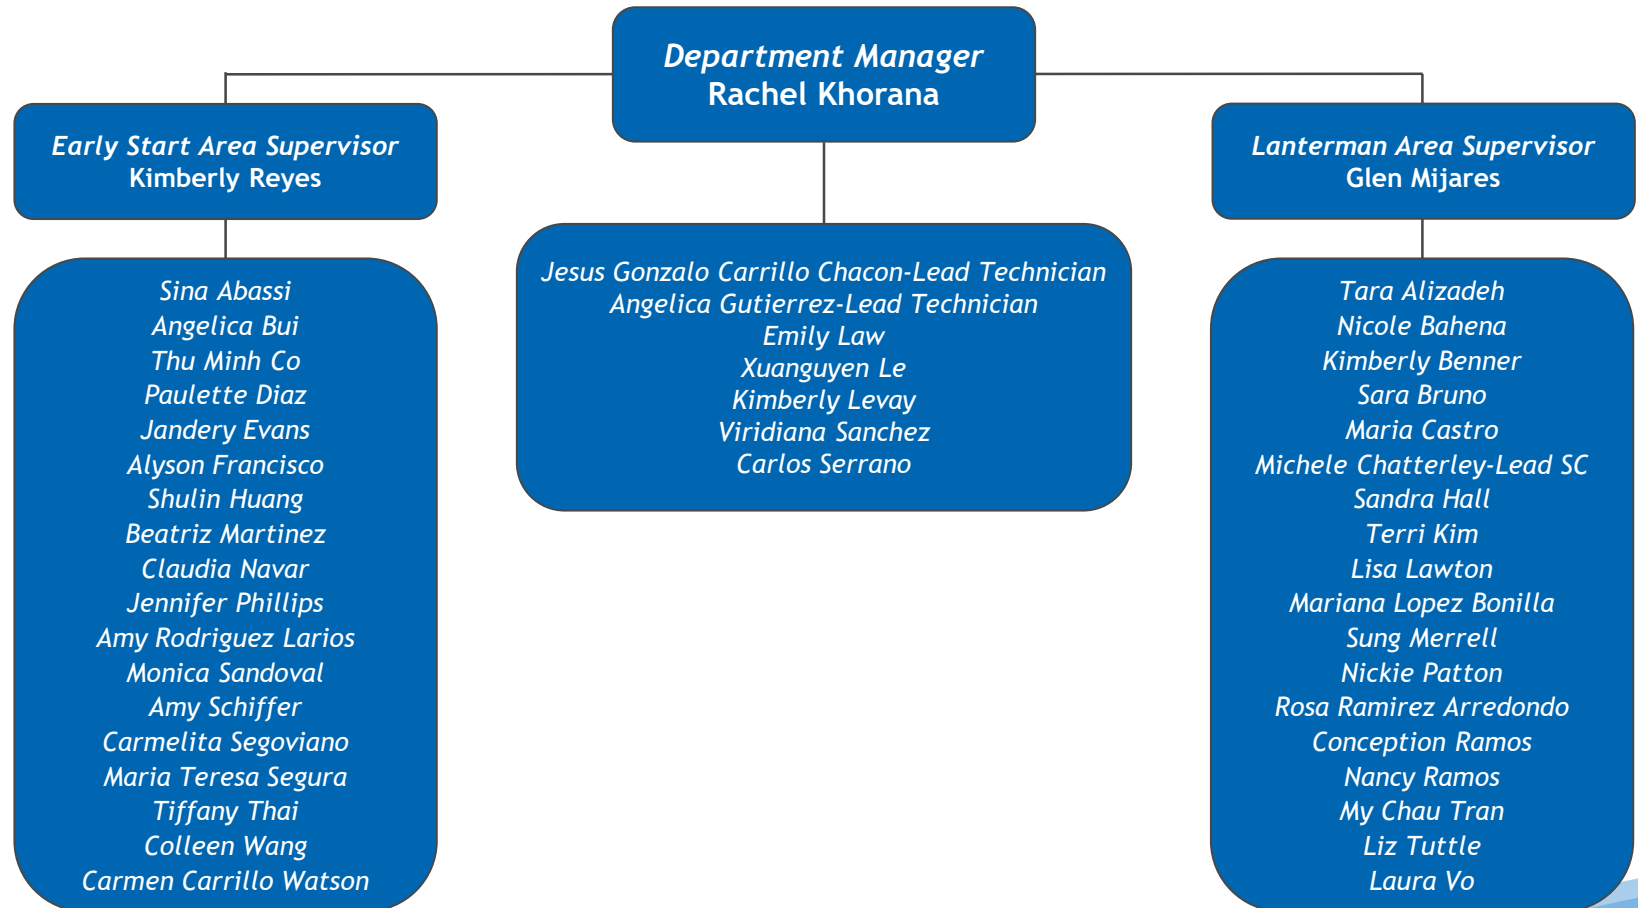 Department Manager
Rachel Khorana
Early Start Area Supervisor
Kimberly Reyes
Lanterman Area Supervisor
Glen Mijares
Sina Abassi
Angelica Bui
Thu Minh Co
Paulette Diaz
Jandery Evans
Alyson Francisco
Shulin Huang
Beatriz Martinez
Claudia Navar
Jennifer Phillips
Amy Rodriguez Larios
Monica Sandoval
Amy Schiffer
Carmelita Segoviano
Maria Teresa Segura
Tiffany Thai
Colleen Wang
Carmen Carrillo Watson
Jesus Gonzalo Carrillo Chacon-Lead Technician
Angelica Gutierrez-Lead Technician
Emily Law
Xuanguyen Le
Kimberly Levay
Viridiana Sanchez
Carlos Serrano
Tara Alizadeh
Nicole Bahena
Kimberly Benner
Sara Bruno
Maria Castro
Michele Chatterley-Lead SC
Sandra Hall
Terri Kim
Lisa Lawton
Mariana Lopez Bonilla
Sung Merrell
Nickie Patton
Rosa Ramirez Arredondo
Conception Ramos
Nancy Ramos
My Chau Tran
Liz Tuttle
Laura Vo